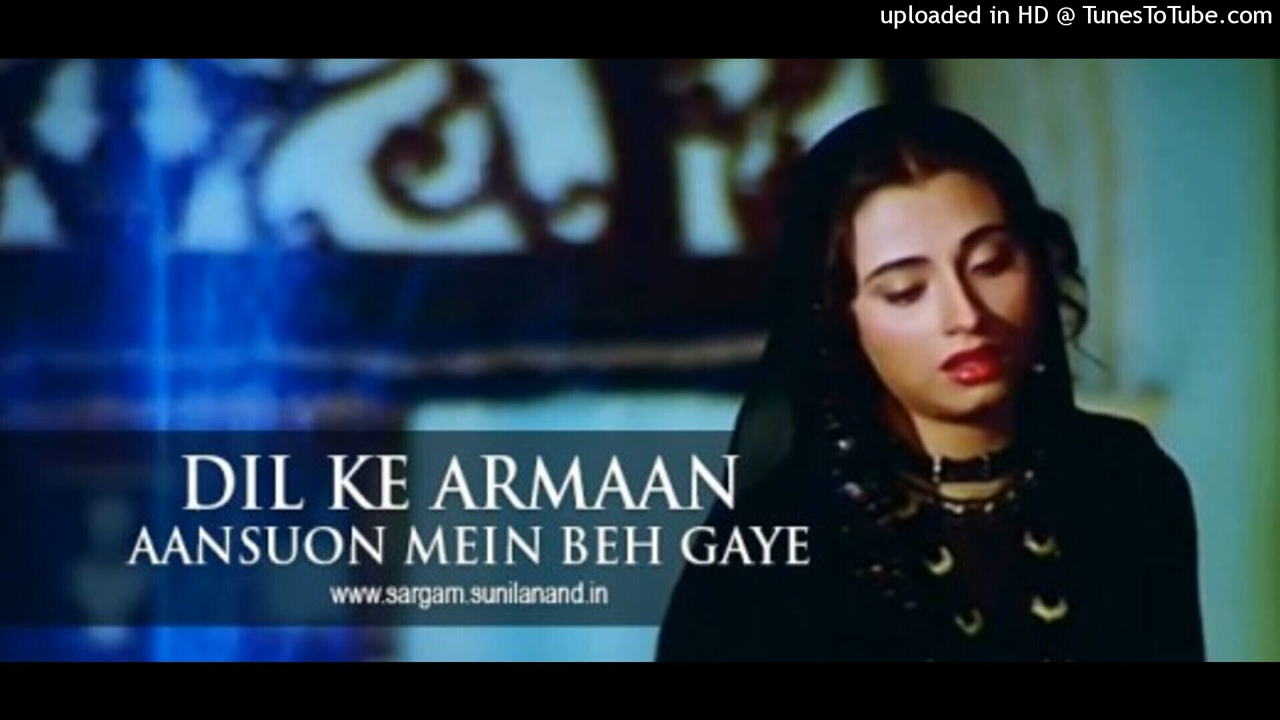 uploaded in HD @ TunesToTube.com
DIL KE ARMAAN
AANSUON MEIN BEH GAYE
www.sargam.sunilanand.in